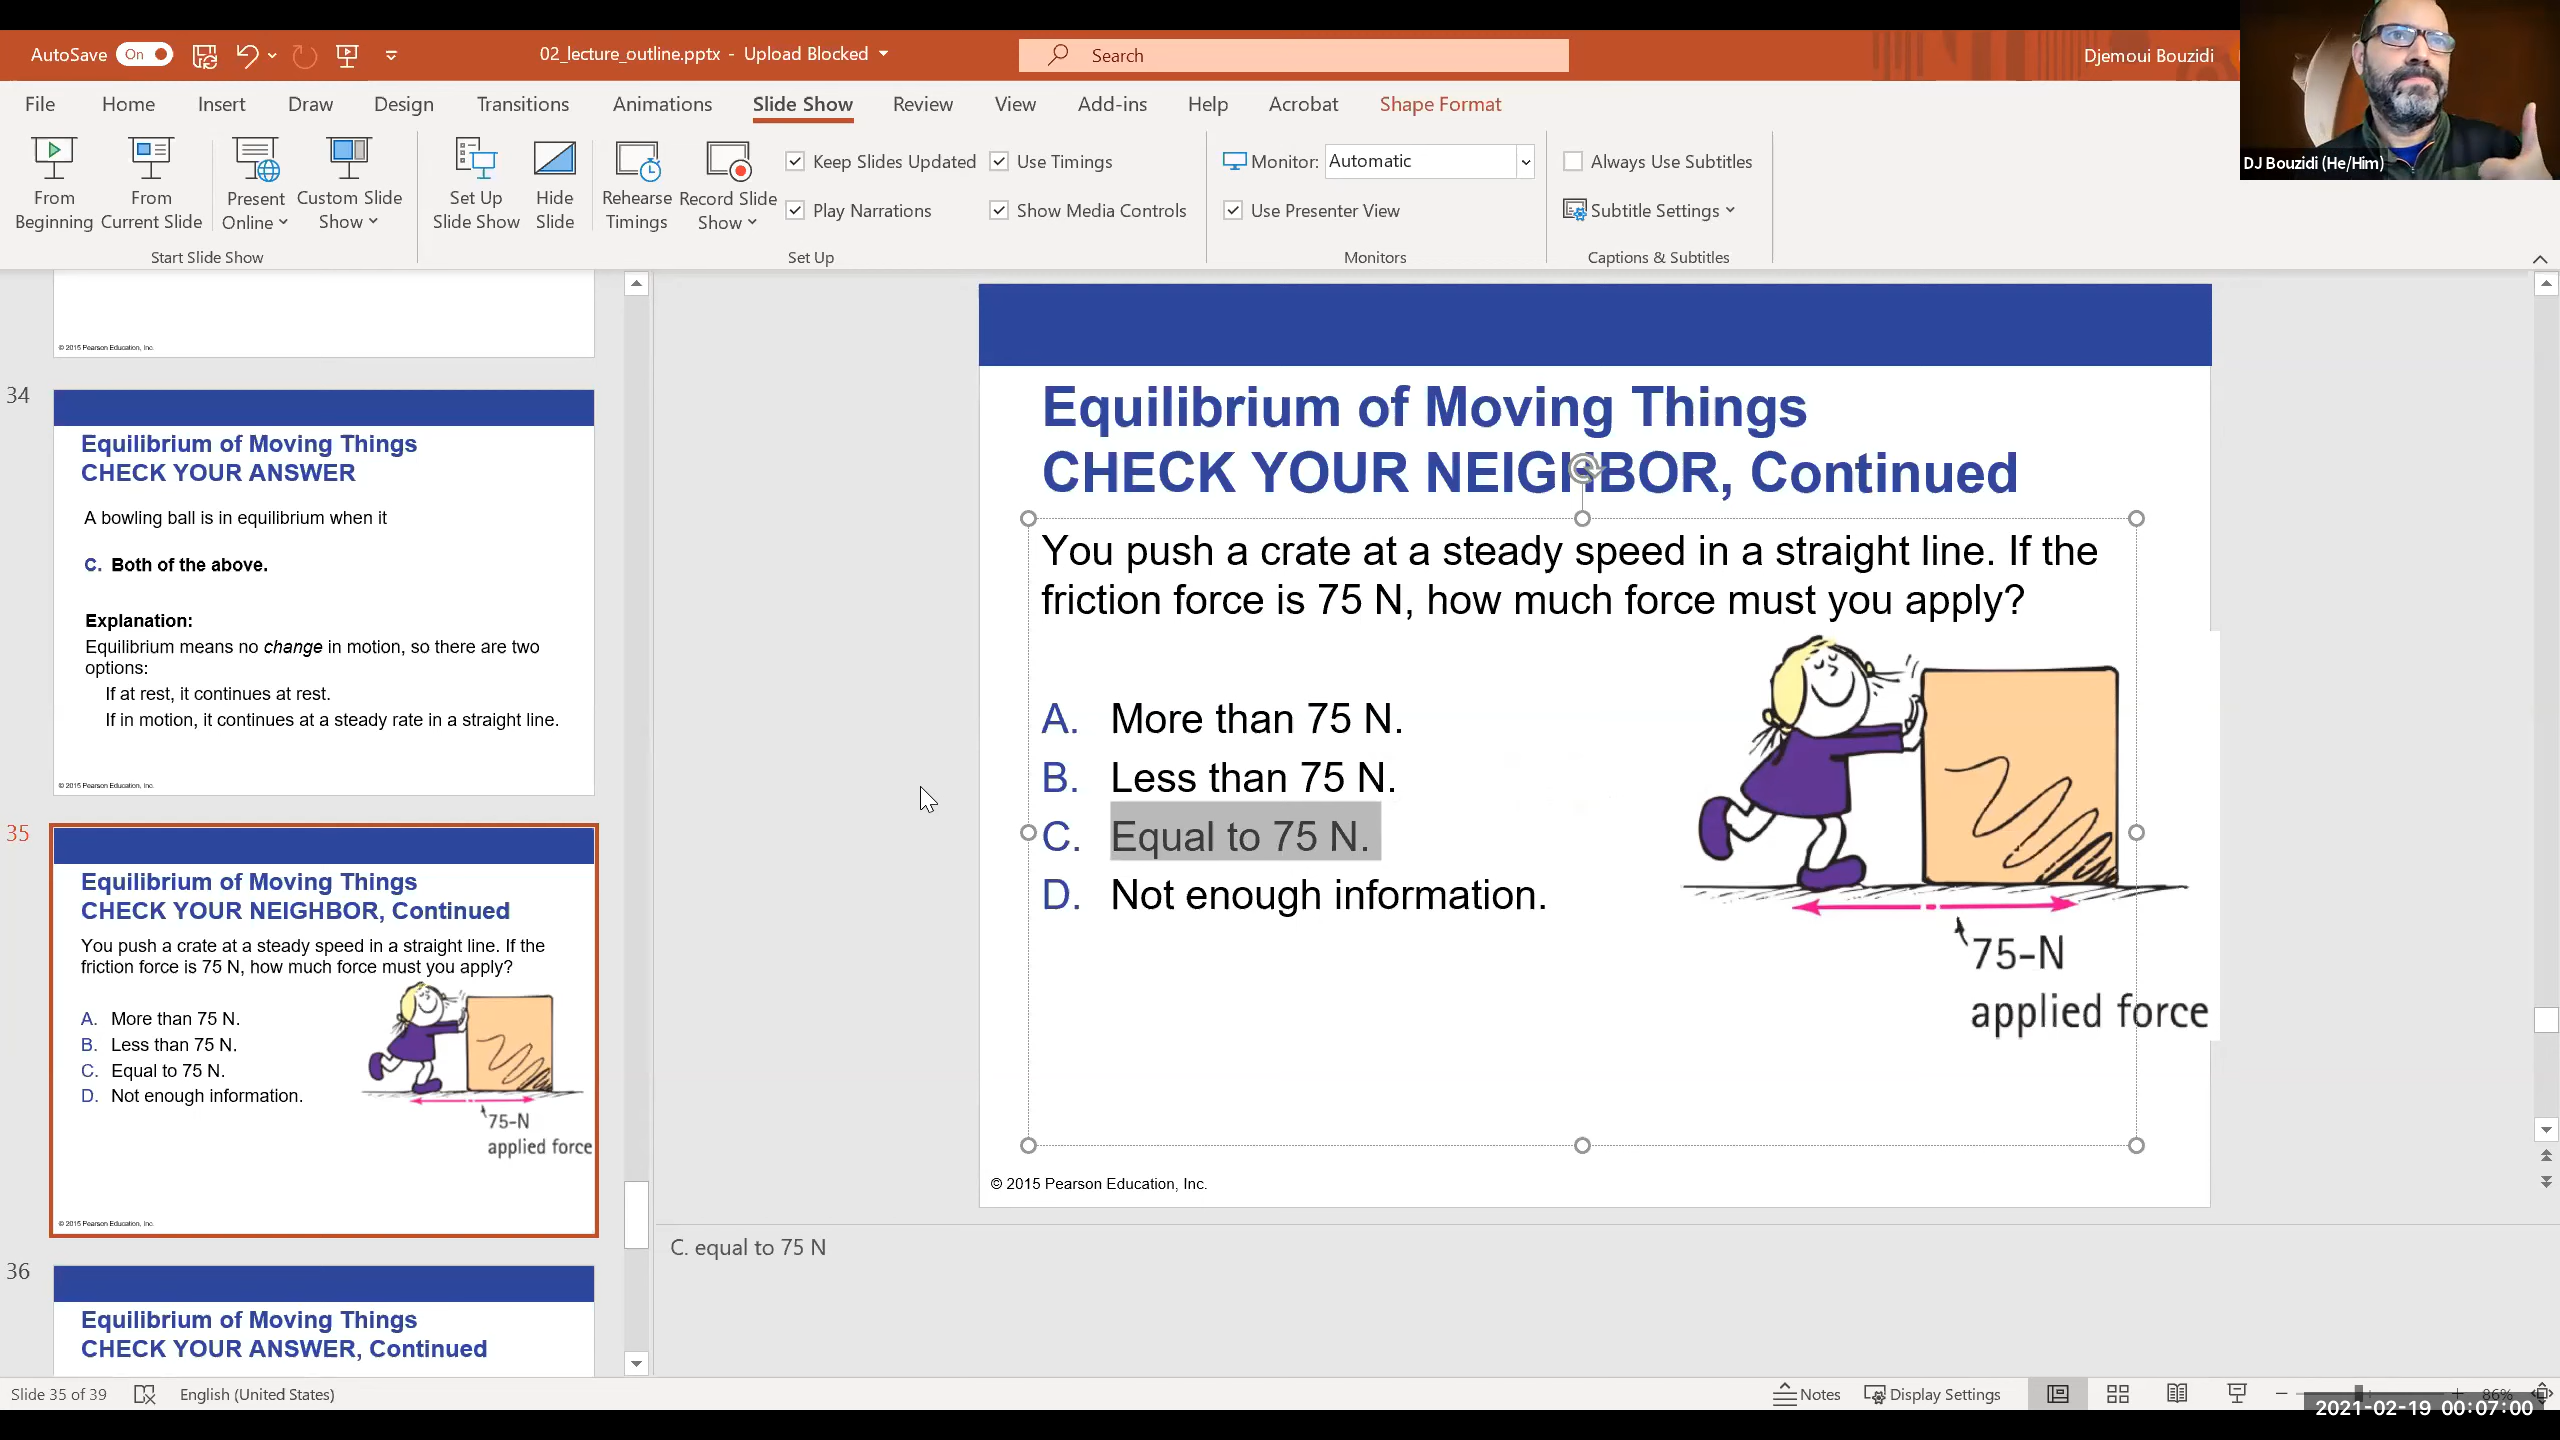 AutoSave On
02_lecture_outline.pptx - Upload Blocked
Search
Djemoui Bouzidi
File Home Insert Draw Design Transitions Animations Slide Show Review View Add-ins Help Acrobat Shape Format
From Beginning
From Current Slide
Present Online
Custom Slide Show
Start Slide Show
Set Up Slide Show
Hide Slide
Rehearse Timings
Record Slide Show
Keep Slides Updated
Play Narrations
Use Timings
Show Media Controls
Set Up
Monitor: Automatic
Use Presenter View
Monitors
Always Use Subtitles
Subtitle Settings
Captions & Subtitles
DJ Bouzidi (He/Him)
© 2015 Pearson Education, Inc.
34
Equilibrium of Moving Things
CHECK YOUR ANSWER
A bowling ball is in equilibrium when it
C. Both of the above.
Explanation:
Equilibrium means no change in motion, so there are two
options:
If at rest, it continues at rest.
If in motion, it continues at a steady rate in a straight line.
© 2015 Pearson Education, Inc.
35
Equilibrium of Moving Things
CHECK YOUR NEIGHBOR, Continued
You push a crate at a steady speed in a straight line. If the
friction force is 75 N, how much force must you apply?
A. More than 75 N.
B. Less than 75 N.
C. Equal to 75 N.
D. Not enough information.
75-N
applied force
© 2015 Pearson Education, Inc.
36
Equilibrium of Moving Things
CHECK YOUR ANSWER, Continued
Equilibrium of Moving Things
CHECK YOUR NEIGHBOR, Continued
You push a crate at a steady speed in a straight line. If the
friction force is 75 N, how much force must you apply?
A. More than 75 N.
B. Less than 75 N.
C. Equal to 75 N.
D. Not enough information.
75-N
applied force
© 2015 Pearson Education, Inc.
C. equal to 75 N
Slide 35 of 39
English (United States)
Notes
Display Settings
86%
2021-02-19 00:07:00